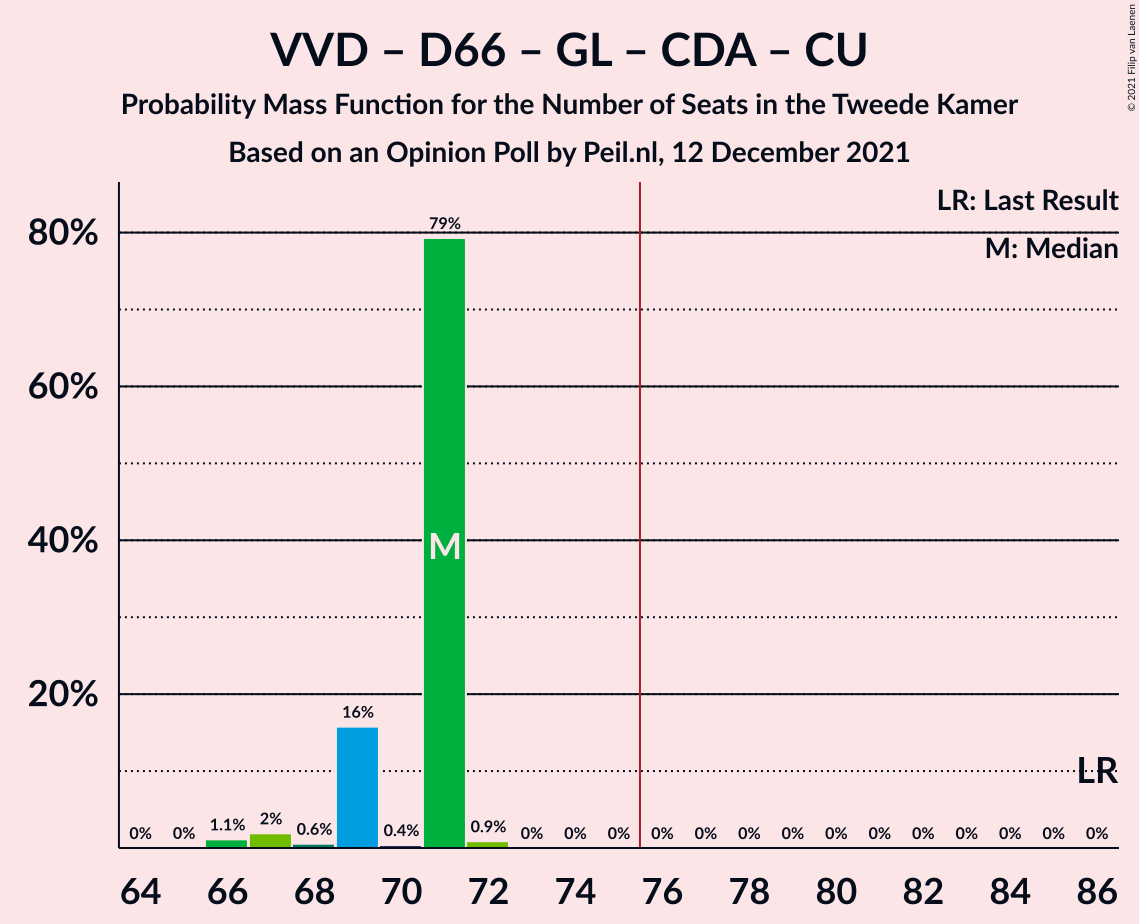 VVD – D66 – GL – CDA – CU
Probability Mass Function for the Number of Seats in the Tweede Kamer
Based on an Opinion Poll by Peil.nl, 12 December 2021
© 2021 Filip van Laenen
LR: Last Result
M: Median
80%
60%
40%
20%
0% 0% 1.1% 2% 0.6% 16% 0.4% 79% 0.9% 0% 0% 0% 0% 0% 0% 0% 0% 0% 0% 0% 0% 0% 0%
M
LR
64 66 68 70 72 74 76 78 80 82 84 86